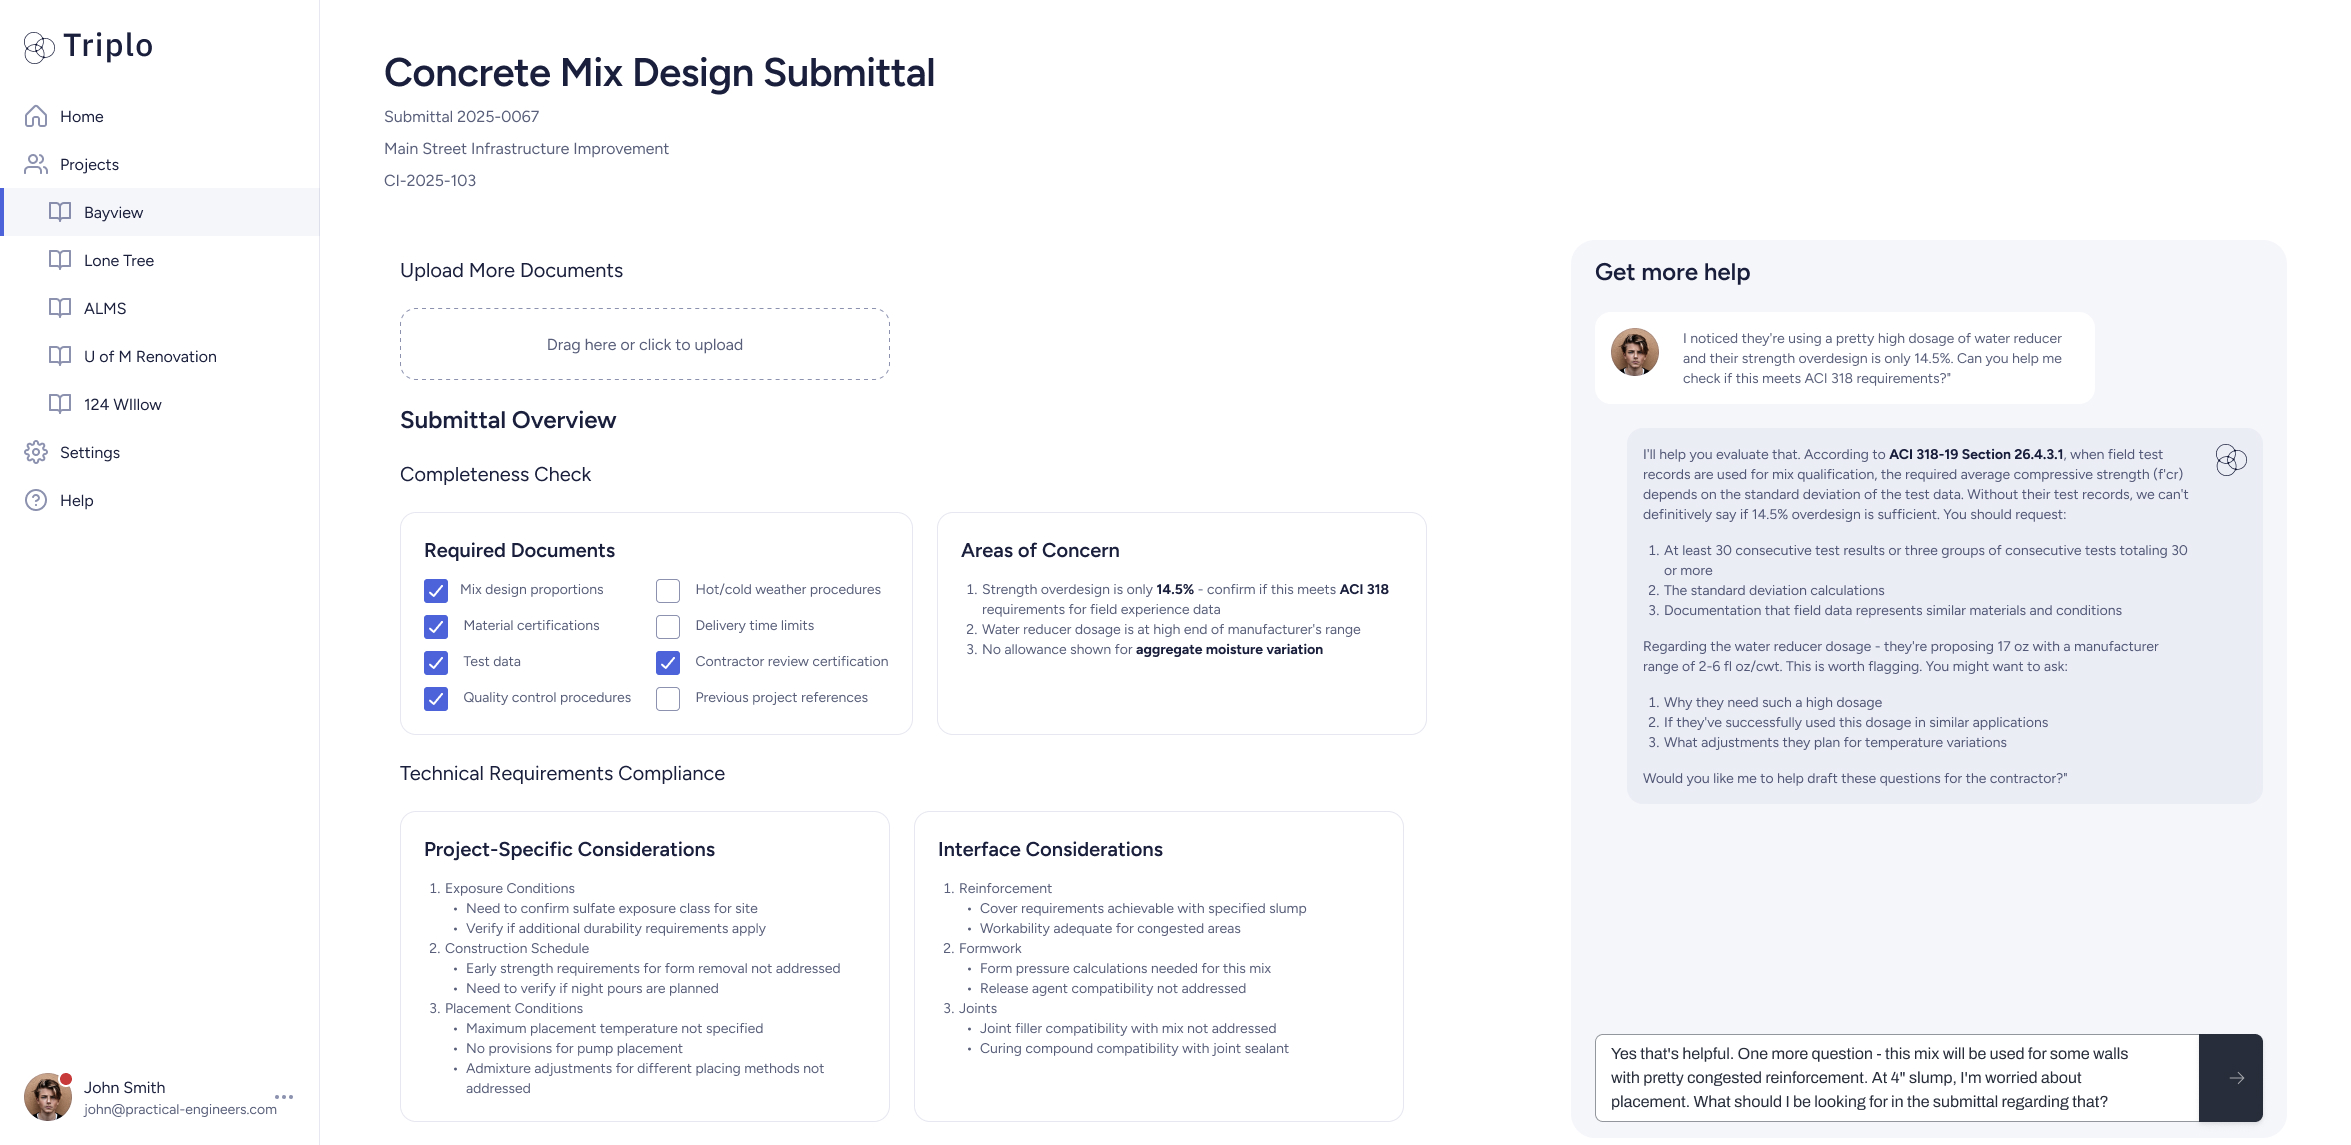 Triplo
Home
Projects
Bayview
Lone Tree
ALMS
U of M Renovation
124 WIllow
Settings
Help
John Smith
john@practical-engineers.com
Concrete Mix Design Submittal
Submittal 2025-0067
Main Street Infrastructure Improvement
CI-2025-103
Upload More Documents
Drag here or click to upload
Submittal Overview
Completeness Check
Required Documents
Mix design proportions
Material certifications
Test data
Quality control procedures
Hot/cold weather procedures
Delivery time limits
Contractor review certification
Previous project references
Areas of Concern
1. Strength overdesign is only 14.5% - confirm if this meets ACI 318
requirements for field experience data
2. Water reducer dosage is at high end of manufacturer's range
3. No allowance shown for aggregate moisture variation
Technical Requirements Compliance
Project-Specific Considerations
1. Exposure Conditions
• Need to confirm sulfate exposure class for site
• Verify if additional durability requirements apply
2. Construction Schedule
• Early strength requirements for form removal not addressed
• Need to verify if night pours are planned
3. Placement Conditions
• Maximum placement temperature not specified
• No provisions for pump placement
• Admixture adjustments for different placing methods not
addressed
Interface Considerations
1. Reinforcement
• Cover requirements achievable with specified slump
• Workability adequate for congested areas
2. Formwork
• Form pressure calculations needed for this mix
• Release agent compatibility not addressed
3. Joints
• Joint filler compatibility with mix not addressed
• Curing compound compatibility with joint sealant
Get more help
I noticed they're using a pretty high dosage of water reducer
and their strength overdesign is only 14.5%. Can you help me
check if this meets ACI 318 requirements?"
I'll help you evaluate that. According to ACI 318-19 Section 26.4.3.1, when field test
records are used for mix qualification, the required average compressive strength (f'cr)
depends on the standard deviation of the test data. Without their test records, we can't
definitively say if 14.5% overdesign is sufficient. You should request:
1. At least 30 consecutive test results or three groups of consecutive tests totaling 30
or more
2. The standard deviation calculations
3. Documentation that field data represents similar materials and conditions
Regarding the water reducer dosage - they're proposing 17 oz with a manufacturer
range of 2-6 fl oz/cwt. This is worth flagging. You might want to ask:
1. Why they need such a high dosage
2. If they've successfully used this dosage in similar applications
3. What adjustments they plan for temperature variations
Would you like me to help draft these questions for the contractor?"
Yes that's helpful. One more question - this mix will be used for some walls
with pretty congested reinforcement. At 4" slump, I'm worried about
placement. What should I be looking for in the submittal regarding that?